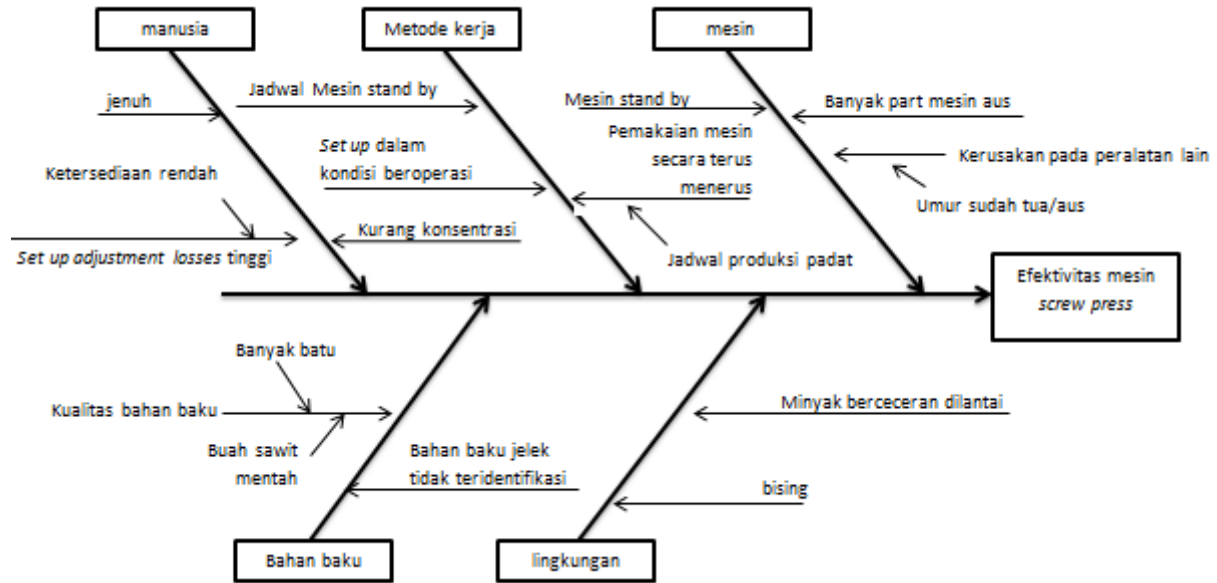 manusia
Metode kerja
mesin
jenuh
Jadwal Mesin stand by
Mesin stand by
Banyak part mesin aus
Ketersediaan rendah
Set up dalam
kondisi beroperasi
Pemakaian mesin
secara terus
menerus
Kerusakan pada peralatan lain
Umur sudah tua/aus
Kurang konsentrasi
Set up adjustment losses tinggi
Jadwal produksi padat
Efektivitas mesin
screw press
Banyak batu
Kualitas bahan baku
Buah sawit
mentah
Bahan baku jelek
tidak teridentifikasi
Minyak berceceran dilantai
bising
Bahan baku
lingkungan